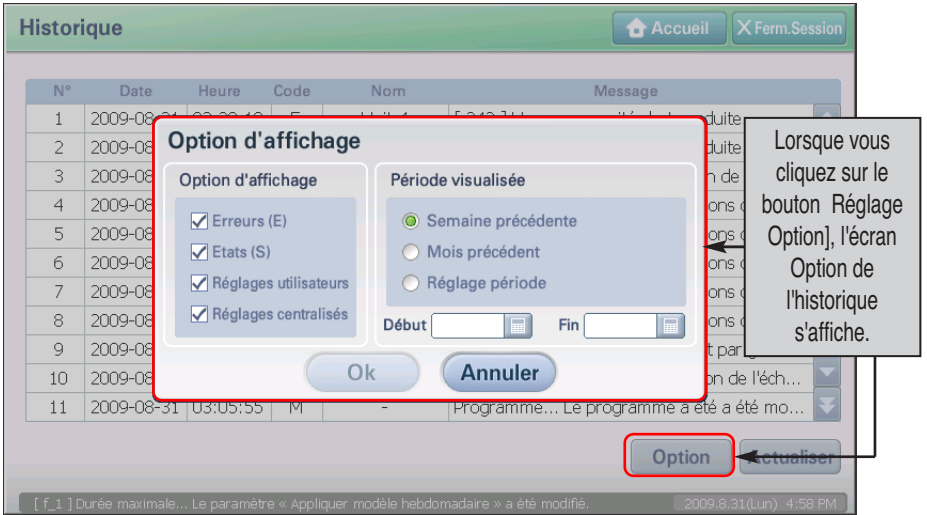 Historique
Accueil
X Ferm.Session
N° Date Heure Code Nom Message
1 2009-08
2 2009-08
3 2009-08
4 2009-08
5 2009-08
6 2009-08
7 2009-08
8 2009-08
9 2009-08
10 2009-08 de l'éch...
11 2009-08-31 03:05:55 M - Programme... Le programme a été a été mo...
Option d'affichage
Option d'affichage
Erreurs (E)
Etats (S)
Réglages utilisateurs
Réglages centralisés
Période visualisée
Semaine précédente
Mois précédent
Réglage période
Début
Fin
Ok
Annuler
Lorsque vous
cliquez sur le
bouton Réglage
Option], l'écran
Option de
l'historique
s'affiche.
Option
Actualiser
[ f_1 ] Durée maximale... Le paramètre « Appliquer modèle hebdomadaire » a été modifié.
2009.8.31(Lun) 4:58 PM